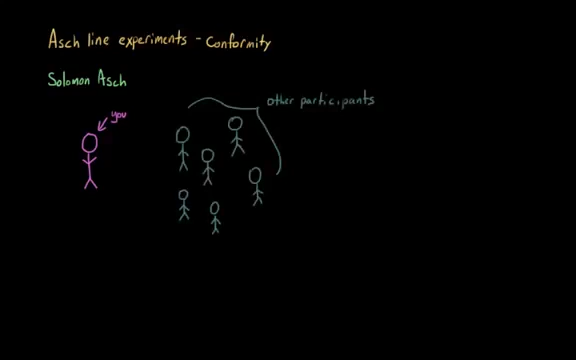 Asch line experiments - Conformity
Solomon Asch
you
other participants